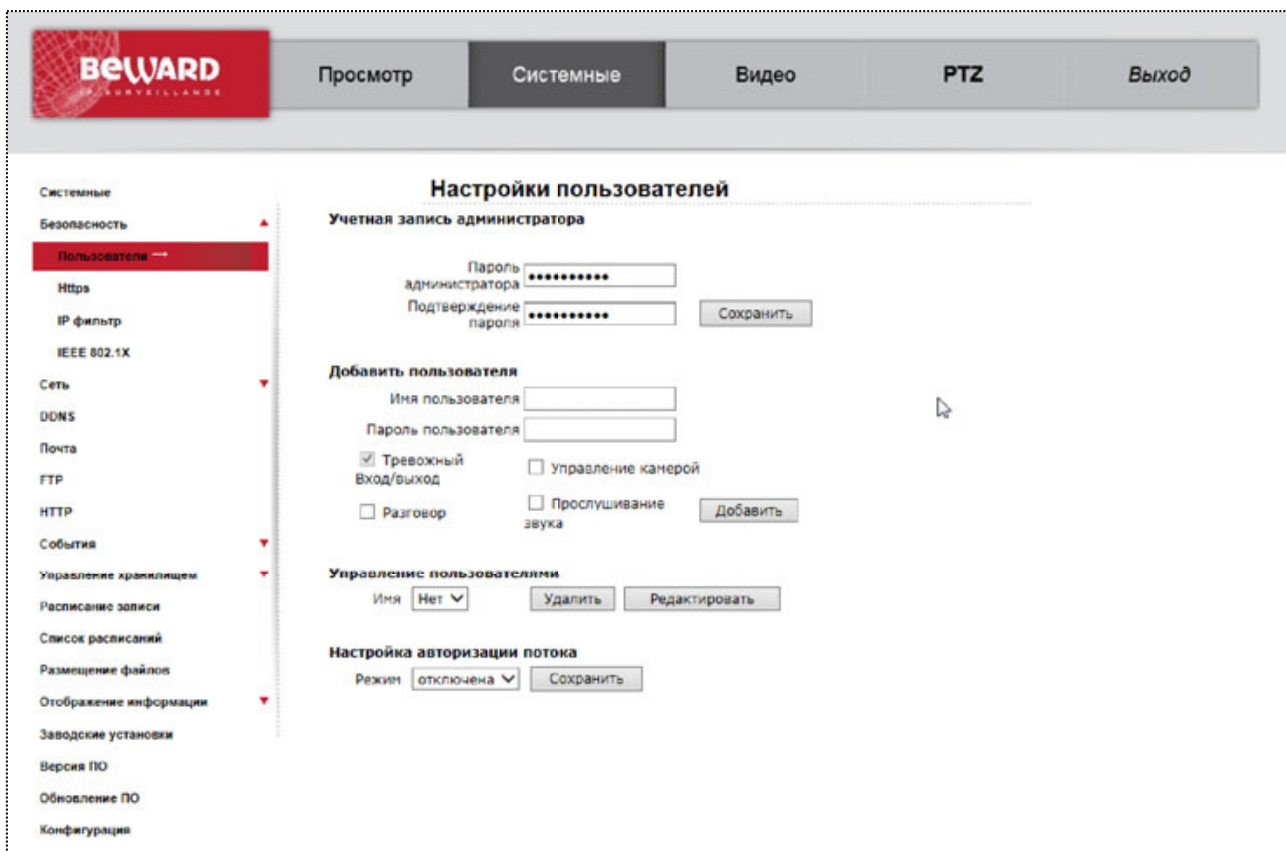 BEWARD
IP SURVEILLANCE
Просмотр
Системные
Видео
PTZ
Выход
Системные
Безопасность
Пользователи →
Https
IP фильтр
IEEE 802.1X
Сеть
DDNS
Почта
FTP
HTTP
События
Управление хранилищем
Расписание записи
Список расписаний
Размещение файлов
Отображение информации
Заводские установки
Версия ПО
Обновление ПО
Конфигурация
Настройки пользователей
Учетная запись администратора
Пароль
администратора ••••••••••
Подтверждение
пароля ••••••••••
Сохранить
Добавить пользователя
Имя пользователя
Пароль пользователя
Тревожный
Вход/выход
Управление камерой
Разговор
Прослушивание
звука
Добавить
Управление пользователями
Имя Нет Удалить Редактировать
Настройка авторизации потока
Режим отключена Сохранить